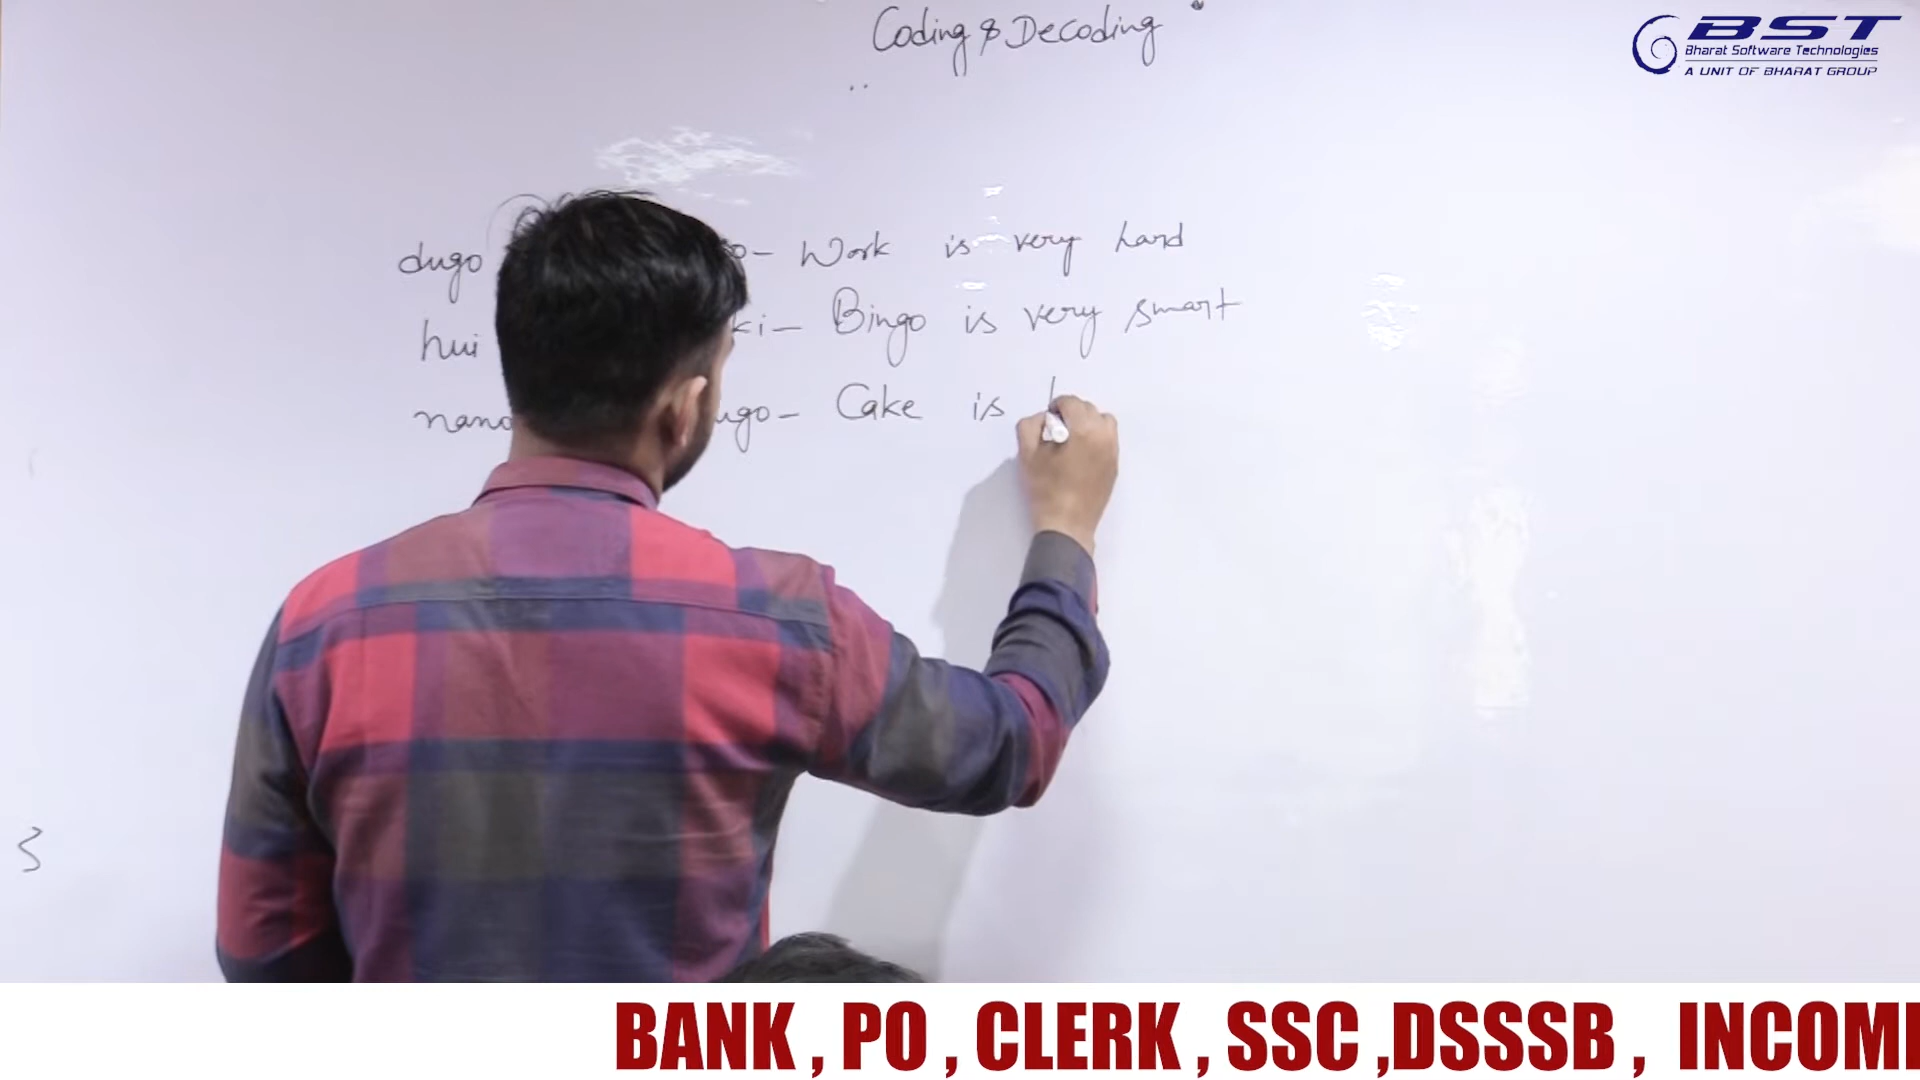 Coding & Decoding
BST
Bharat Software Technologies
A UNIT OF BHARAT GROUP
dugo - Work is very hard
hui - Bingo is very smart
- Cake is
BANK , PO , CLERK , SSC ,DSSSB ,